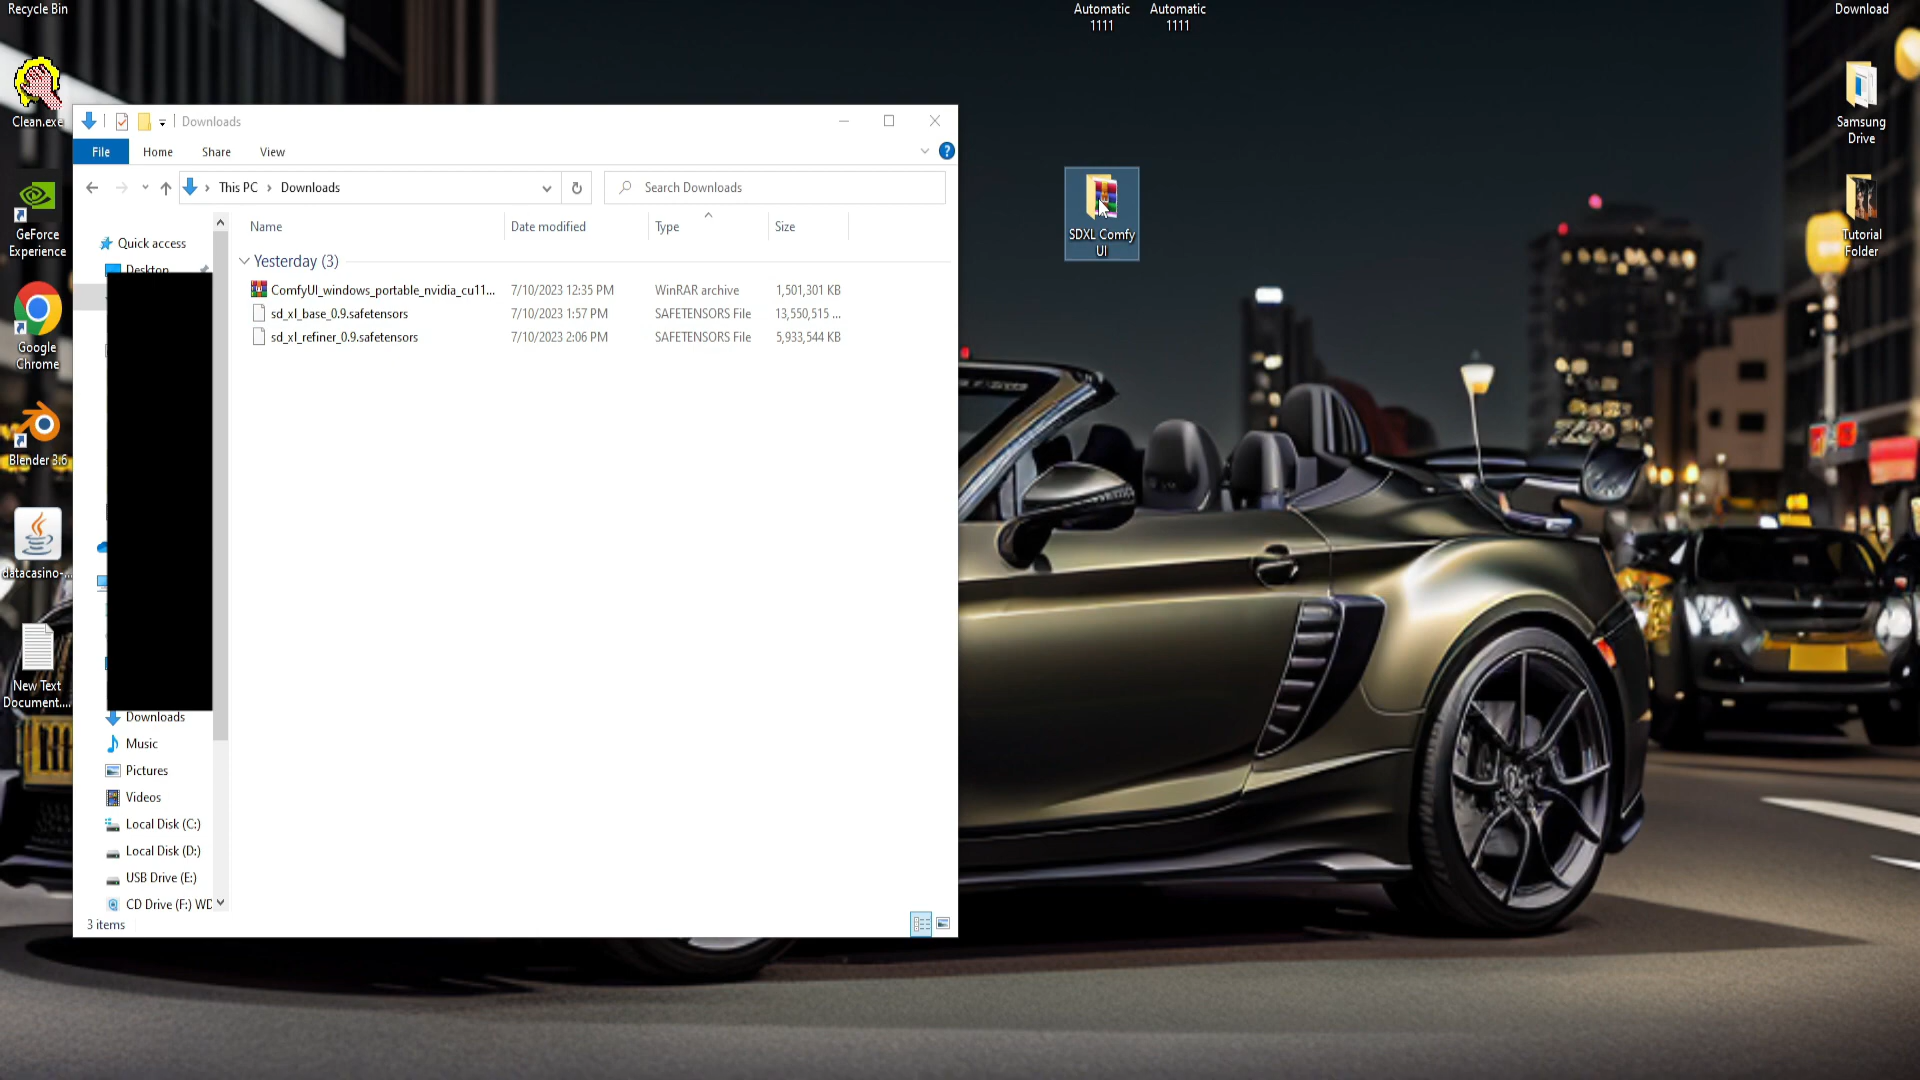 Recycle Bin
Automatic
1111
Automatic
1111
Download
Clean.exe
Samsung
Drive
GeForce
Experience
Google
Chrome
Blender 3.6
datacasino-...
New Text
Document....
SDXL Comfy
UI
Tutorial
Folder
Downloads
File
Home
Share
View
This PC
Downloads
Search Downloads
Name
Date modified
Type
Size
Quick access
Desktop
Yesterday (3)
ComfyUI_windows_portable_nvidia_cu11...
7/10/2023 12:35 PM
WinRAR archive
1,501,301 KB
sd_xl_base_0.9.safetensors
7/10/2023 1:57 PM
SAFETENSORS File
13,550,515 ...
sd_xl_refiner_0.9.safetensors
7/10/2023 2:06 PM
SAFETENSORS File
5,933,544 KB
Downloads
Music
Pictures
Videos
Local Disk (C:)
Local Disk (D:)
USB Drive (E:)
CD Drive (F:) WD
3 items